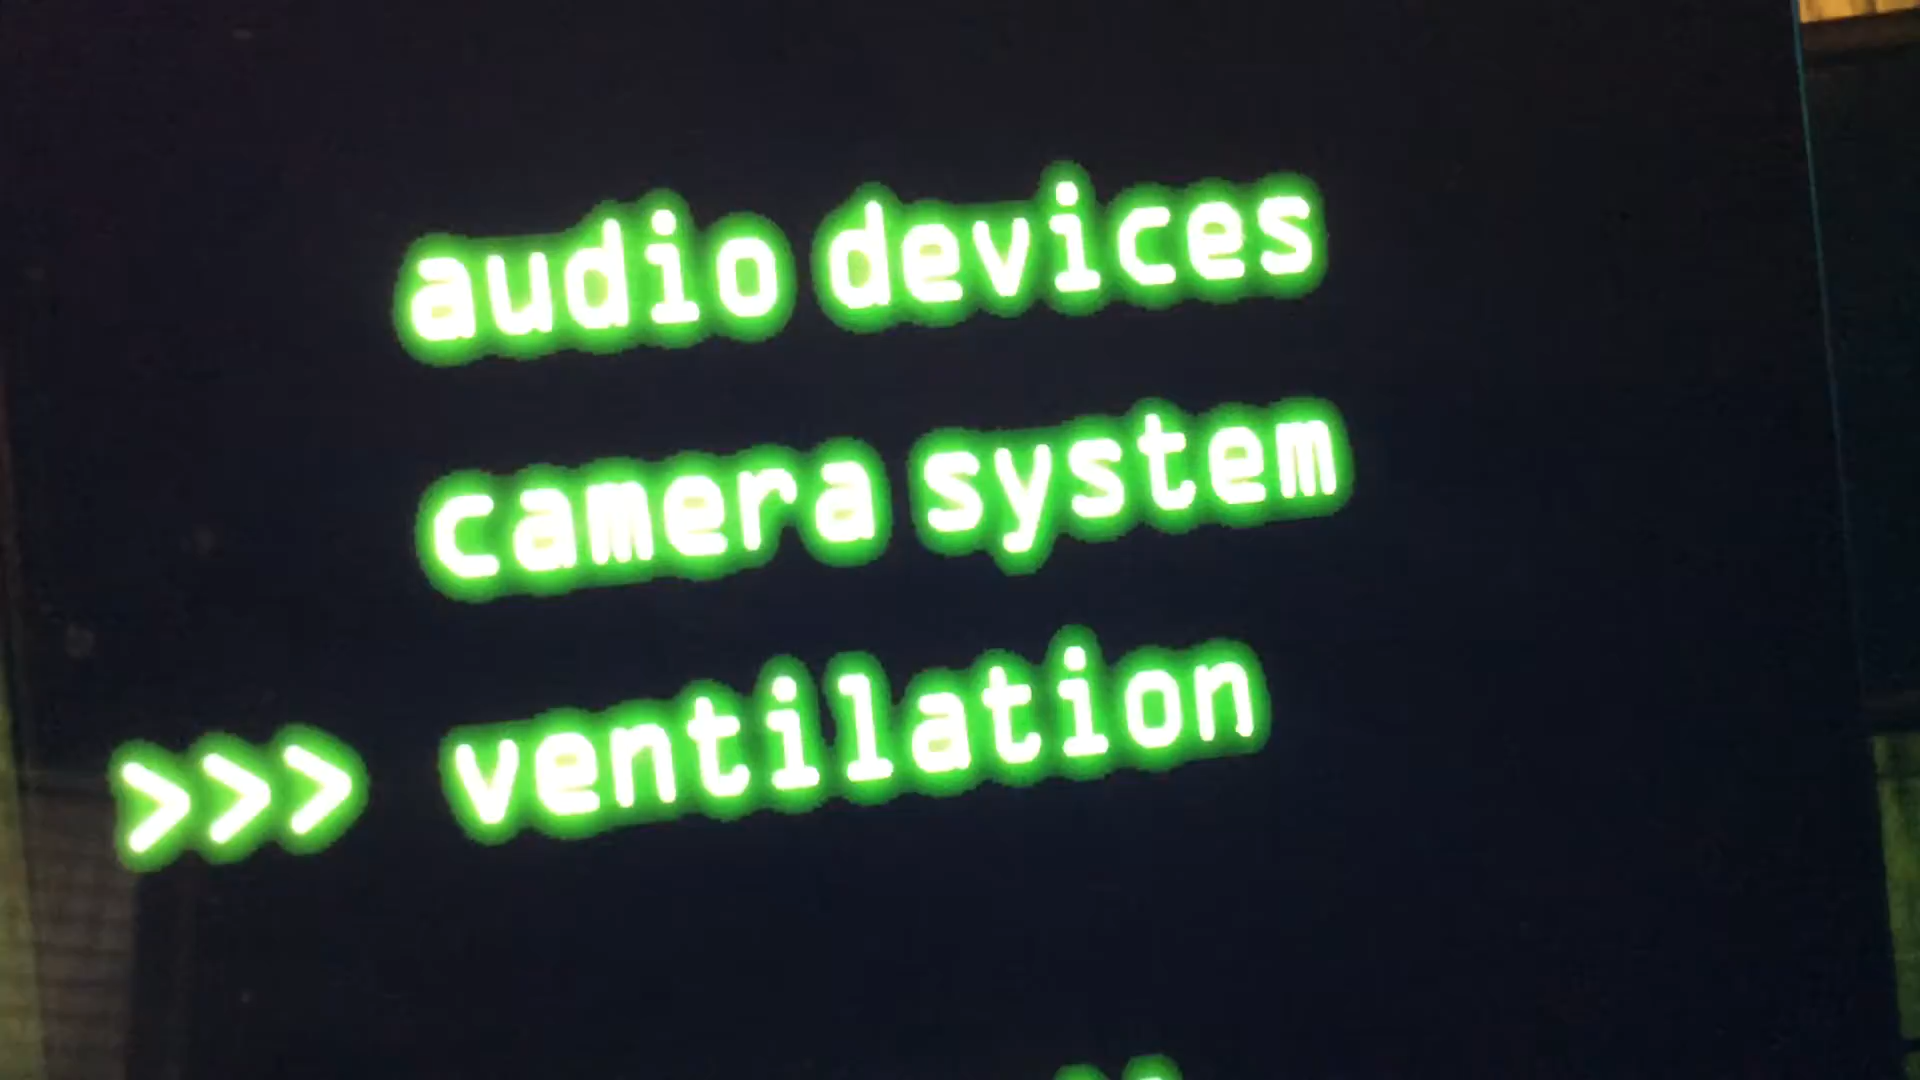 audio devices
camera system
>>> ventilation